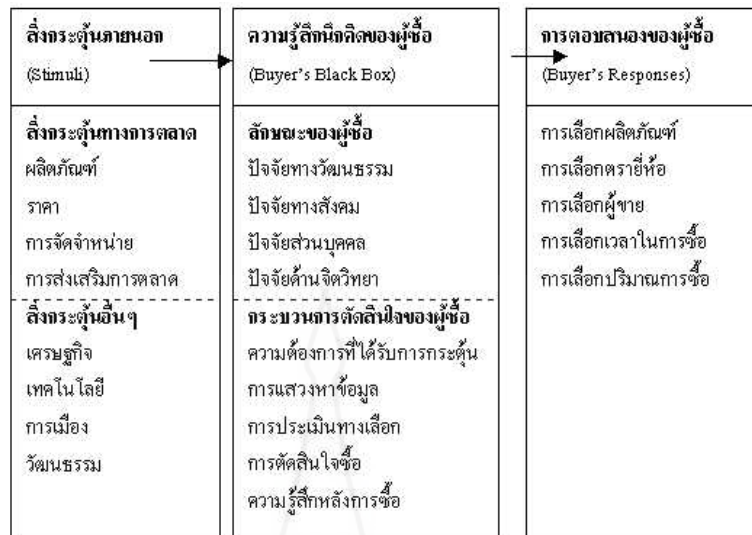 สิ่งกระตุ้นภายนอก
(Stimuli)
สิ่งกระตุ้นทางการตลาด
ผลิตภัณฑ์
ราคา
การจัดจำหน่าย
การส่งเสริมการตลาด
สิ่งกระตุ้นอื่นๆ
เศรษฐกิจ
เทคโนโลยี
การเมือง
วัฒนธรรม
ความรู้สึกนึกคิดของผู้ซื้อ
(Buyer's Black Box)
ลักษณะของผู้ซื้อ
ปัจจัยทางวัฒนธรรม
ปัจจัยทางสังคม
ปัจจัยส่วนบุคคล
ปัจจัยด้านจิตวิทยา
กระบวนการตัดสินใจของผู้ซื้อ
ความต้องการที่ได้รับการกระตุ้น
การแสวงหาข้อมูล
การประเมินทางเลือก
การตัดสินใจซื้อ
ความรู้สึกหลังการซื้อ
การตอบสนองของผู้ซื้อ
(Buyer's Responses)
การเลือกผลิตภัณฑ์
การเลือกตรายี่ห้อ
การเลือกผู้ขาย
การเลือกเวลาในการซื้อ
การเลือกปริมาณการซื้อ